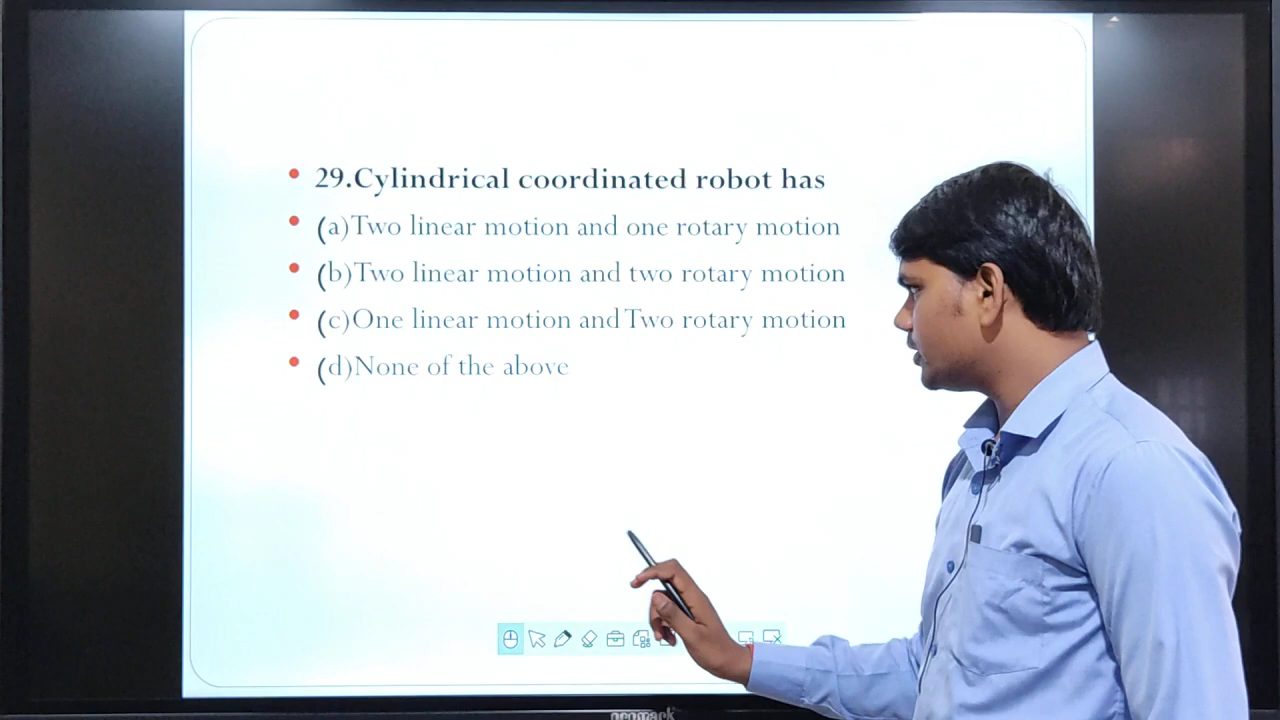 29.Cylindrical coordinated robot has
(a)Two linear motion and one rotary motion
(b)Two linear motion and two rotary motion
(c)One linear motion and Two rotary motion
(d)None of the above